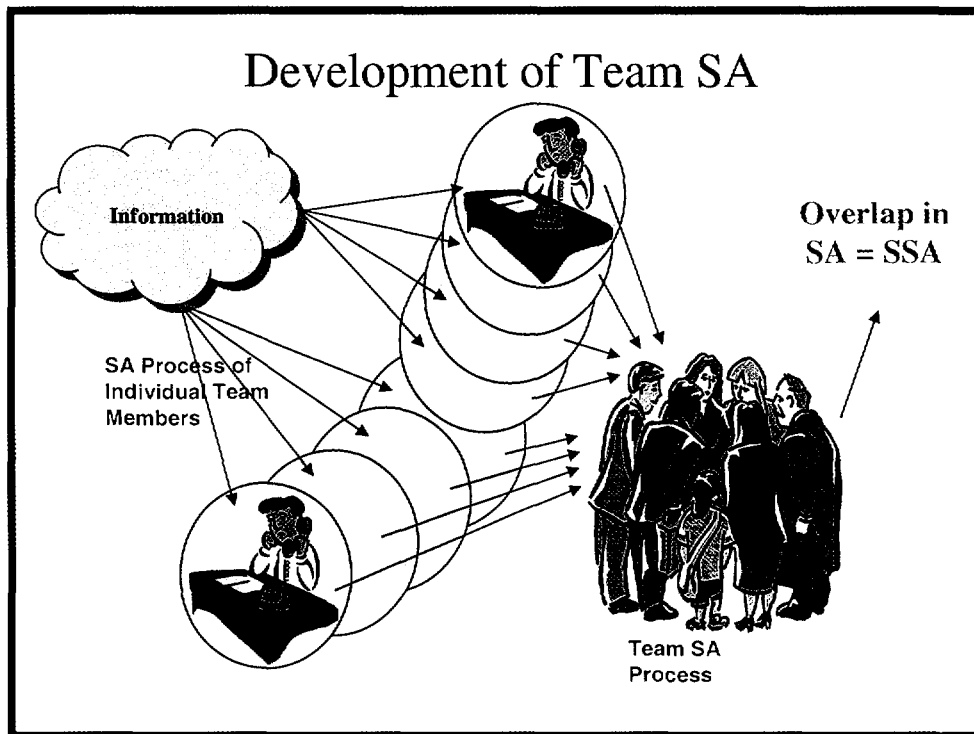 Development of Team SA
Information
Overlap in
SA = SSA
SA Process of
Individual Team
Members
Team SA
Process